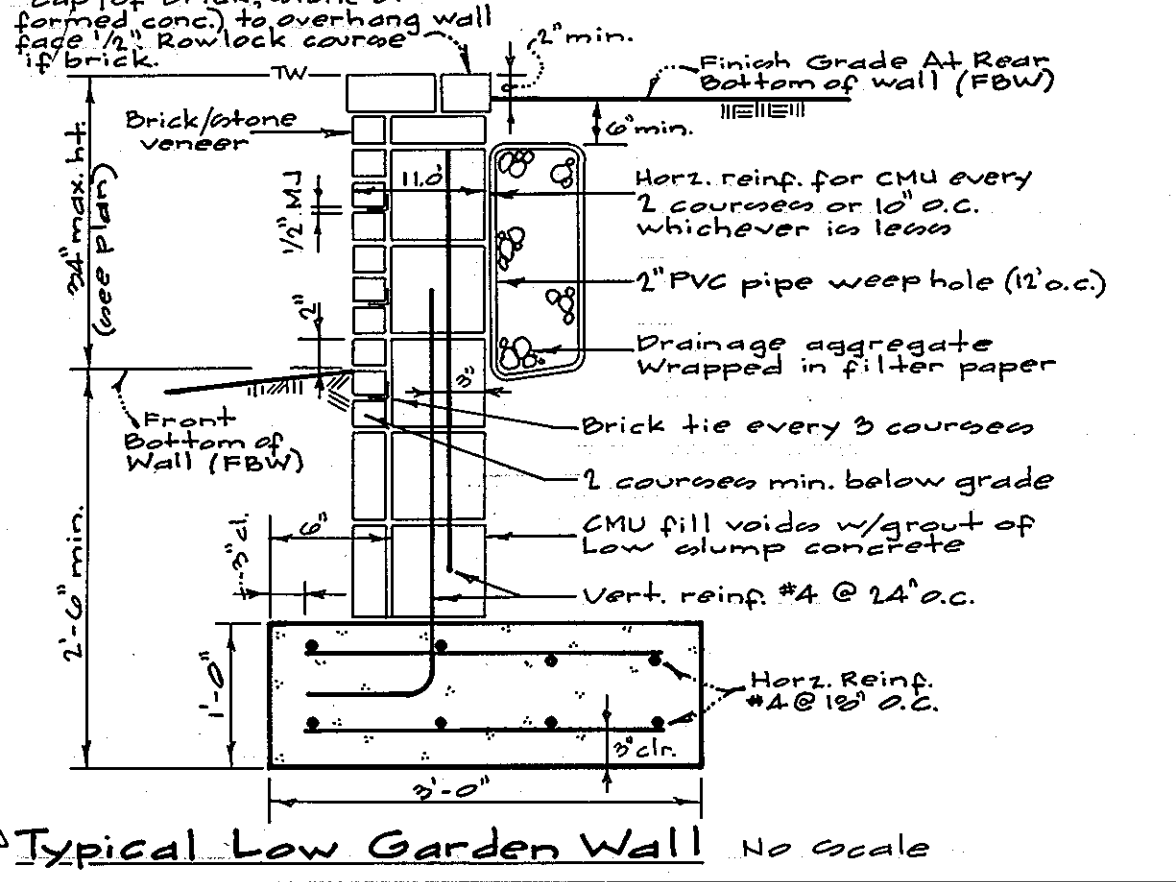 formed conc.) to overhang wall
face 1/2". Rowlock course
if brick.
TW
2" min.
Finish Grade At Rear
Bottom of wall (FBW)
Brick/stone
veneer
6" min.
34" max. ht.
(see plan)
1/2" M.J
11.0'
Horz. reinf. for CMU every
2 courses or 10" O.C.
whichever is less
2" PVC pipe weep hole (12' o.c.)
2"
Drainage aggregate
Wrapped in filter paper
3"
Front
Bottom of
Wall (FBW)
Brick tie every 3 courses
2 courses min. below grade
CMU fill voids w/grout of
Low slump concrete
6"
3" cl.
Vert. reinf. #4 @ 24" o.c.
2'-6" min.
1'-0"
Horz. Reinf.
#4 @ 18" O.C.
3" clr.
3'-0"
Typical Low Garden Wall No Scale